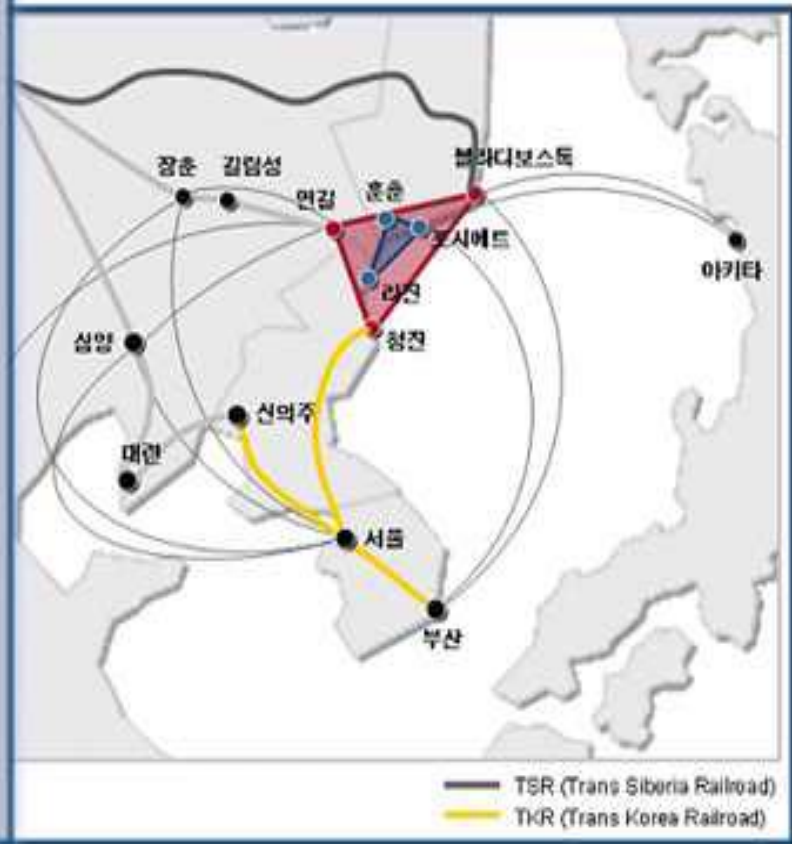 블라디보스톡
장춘
길림성
연길
훈춘
포시에트
아키타
라진
청진
심양
신의주
대련
서울
부산
TSR (Trans Siberia Railroad)
TKR (Trans Korea Railroad)